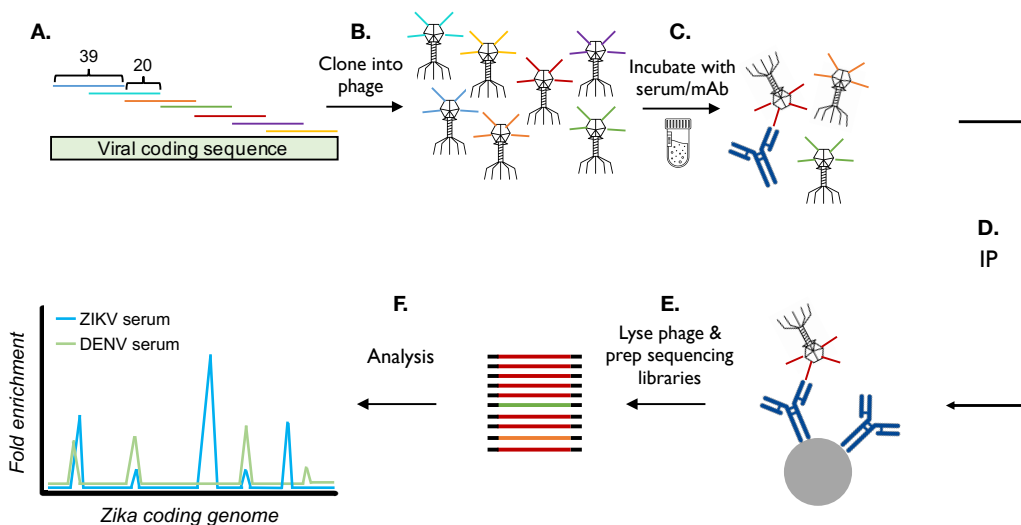 A.
39
20
Viral coding sequence
B.
Clone into
phage
C.
Incubate with
serum/mAb
D.
IP
E.
Lyse phage &
prep sequencing
libraries
F.
Analysis
ZIKV serum
DENV serum
Fold enrichment
Zika coding genome